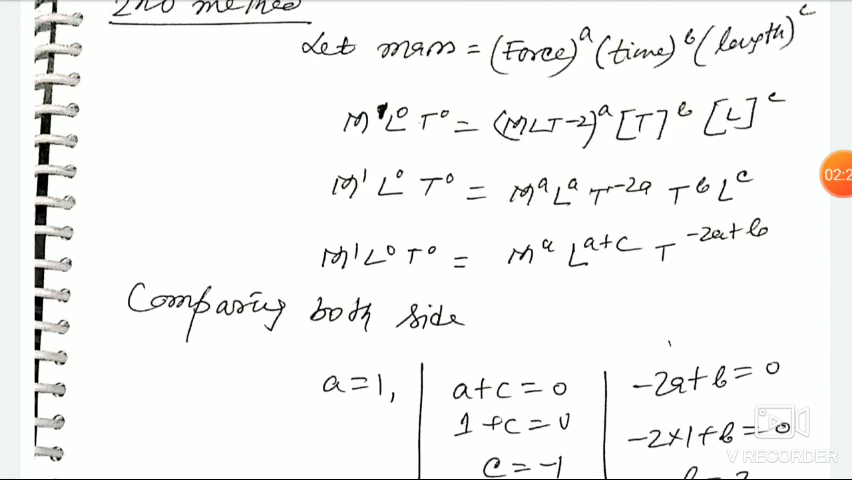 2nd method
Let mass = (Force)^a (time)^b (length)^c
M^1 L^0 T^0 = (MLT-2)^a [T]^b [L]^c
M^1 L^0 T^0 = M^a L^a T^-2a T^b L^c
M^1 L^0 T^0 = M^a L^a+c T^-2a+b
Comparing both side
a=1, | a+c=0 | -2a+b=0
1+c=0 | -2×1+b=0
c=-1 | b=2
02:2
V RECORDER